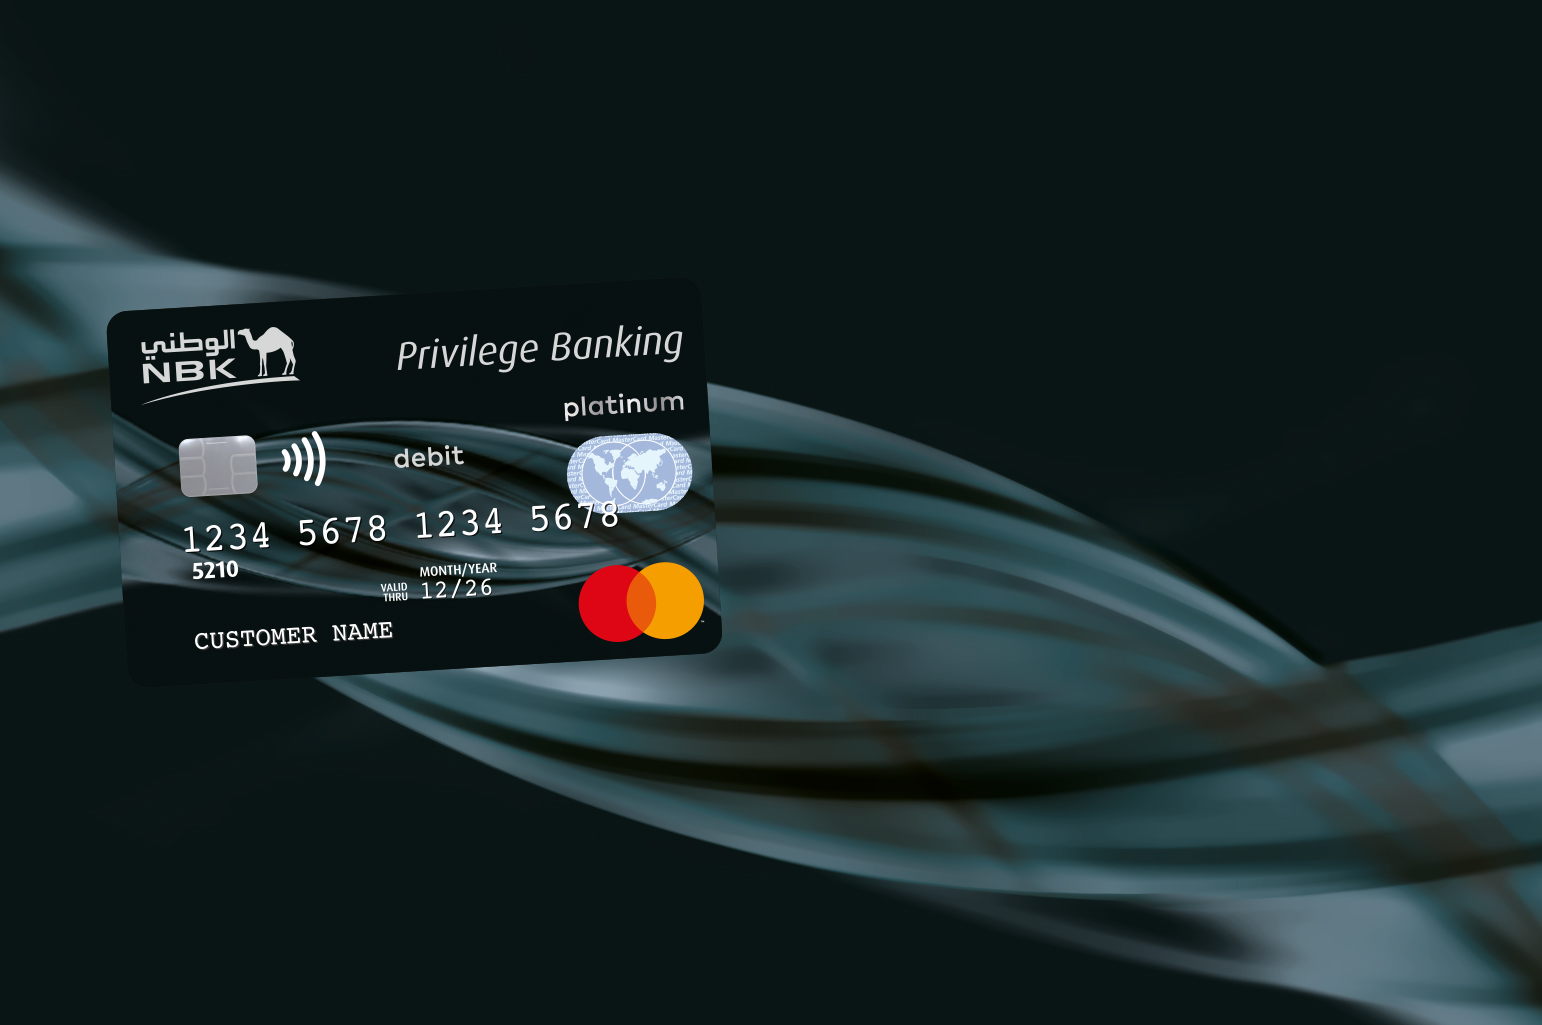 الوطني
NBK
Privilege Banking
platinum
debit
1234 5678 1234 5678
5210
MONTH/YEAR
VALID THRU 12/26
CUSTOMER NAME